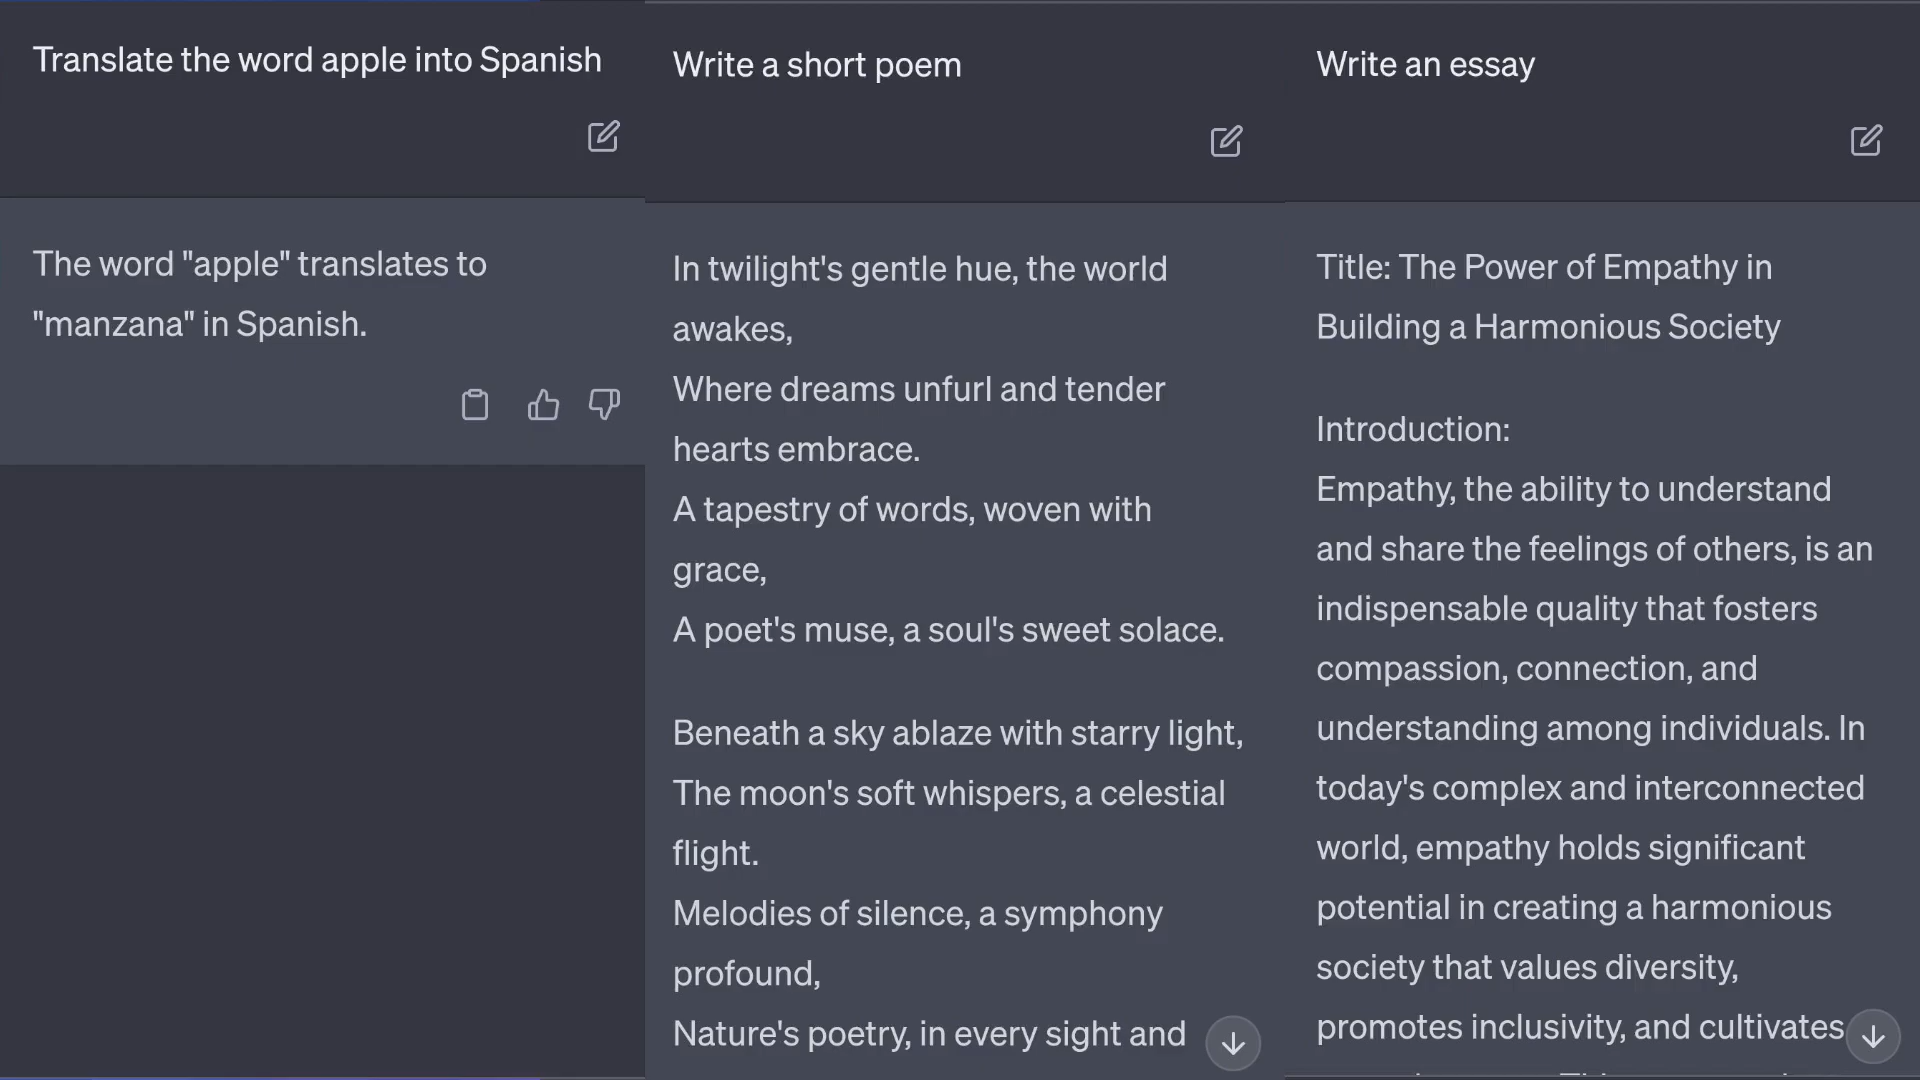 Translate the word apple into Spanish
The word "apple" translates to
"manzana" in Spanish.
Write a short poem
In twilight's gentle hue, the world
awakes,
Where dreams unfurl and tender
hearts embrace.
A tapestry of words, woven with
grace,
A poet's muse, a soul's sweet solace.
Beneath a sky ablaze with starry light,
The moon's soft whispers, a celestial
flight.
Melodies of silence, a symphony
profound,
Nature's poetry, in every sight and
Write an essay
Title: The Power of Empathy in
Building a Harmonious Society
Introduction:
Empathy, the ability to understand
and share the feelings of others, is an
indispensable quality that fosters
compassion, connection, and
understanding among individuals. In
today's complex and interconnected
world, empathy holds significant
potential in creating a harmonious
society that values diversity,
promotes inclusivity, and cultivates